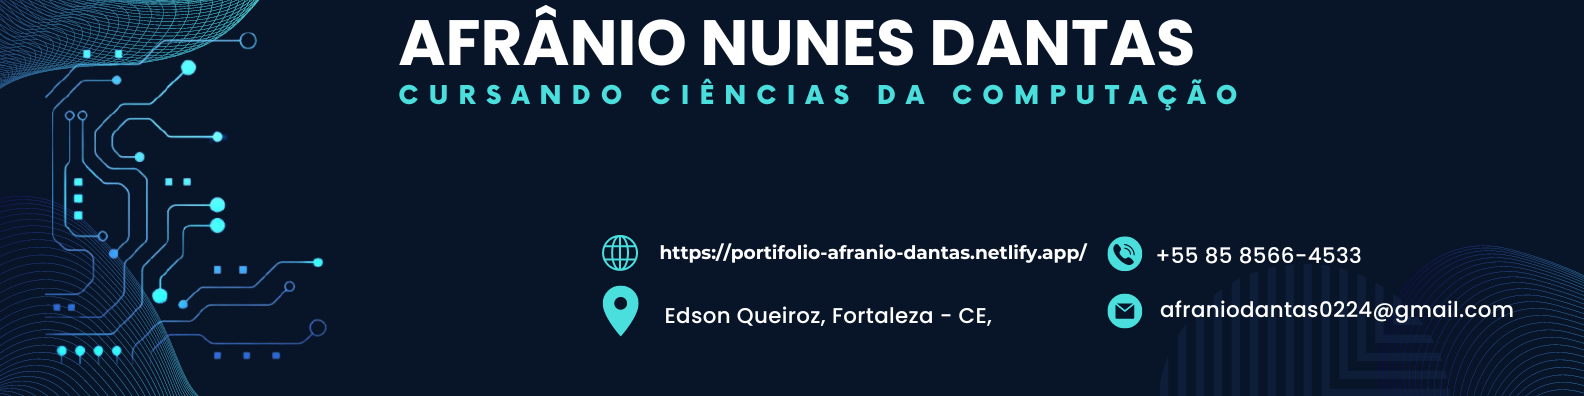 AFRÂNIO NUNES DANTAS
CURSANDO CIÊNCIAS DA COMPUTAÇÃO
https://portifolio-afranio-dantas.netlify.app/
+55 85 8566-4533
Edson Queiroz, Fortaleza - CE,
afraniodantas0224@gmail.com